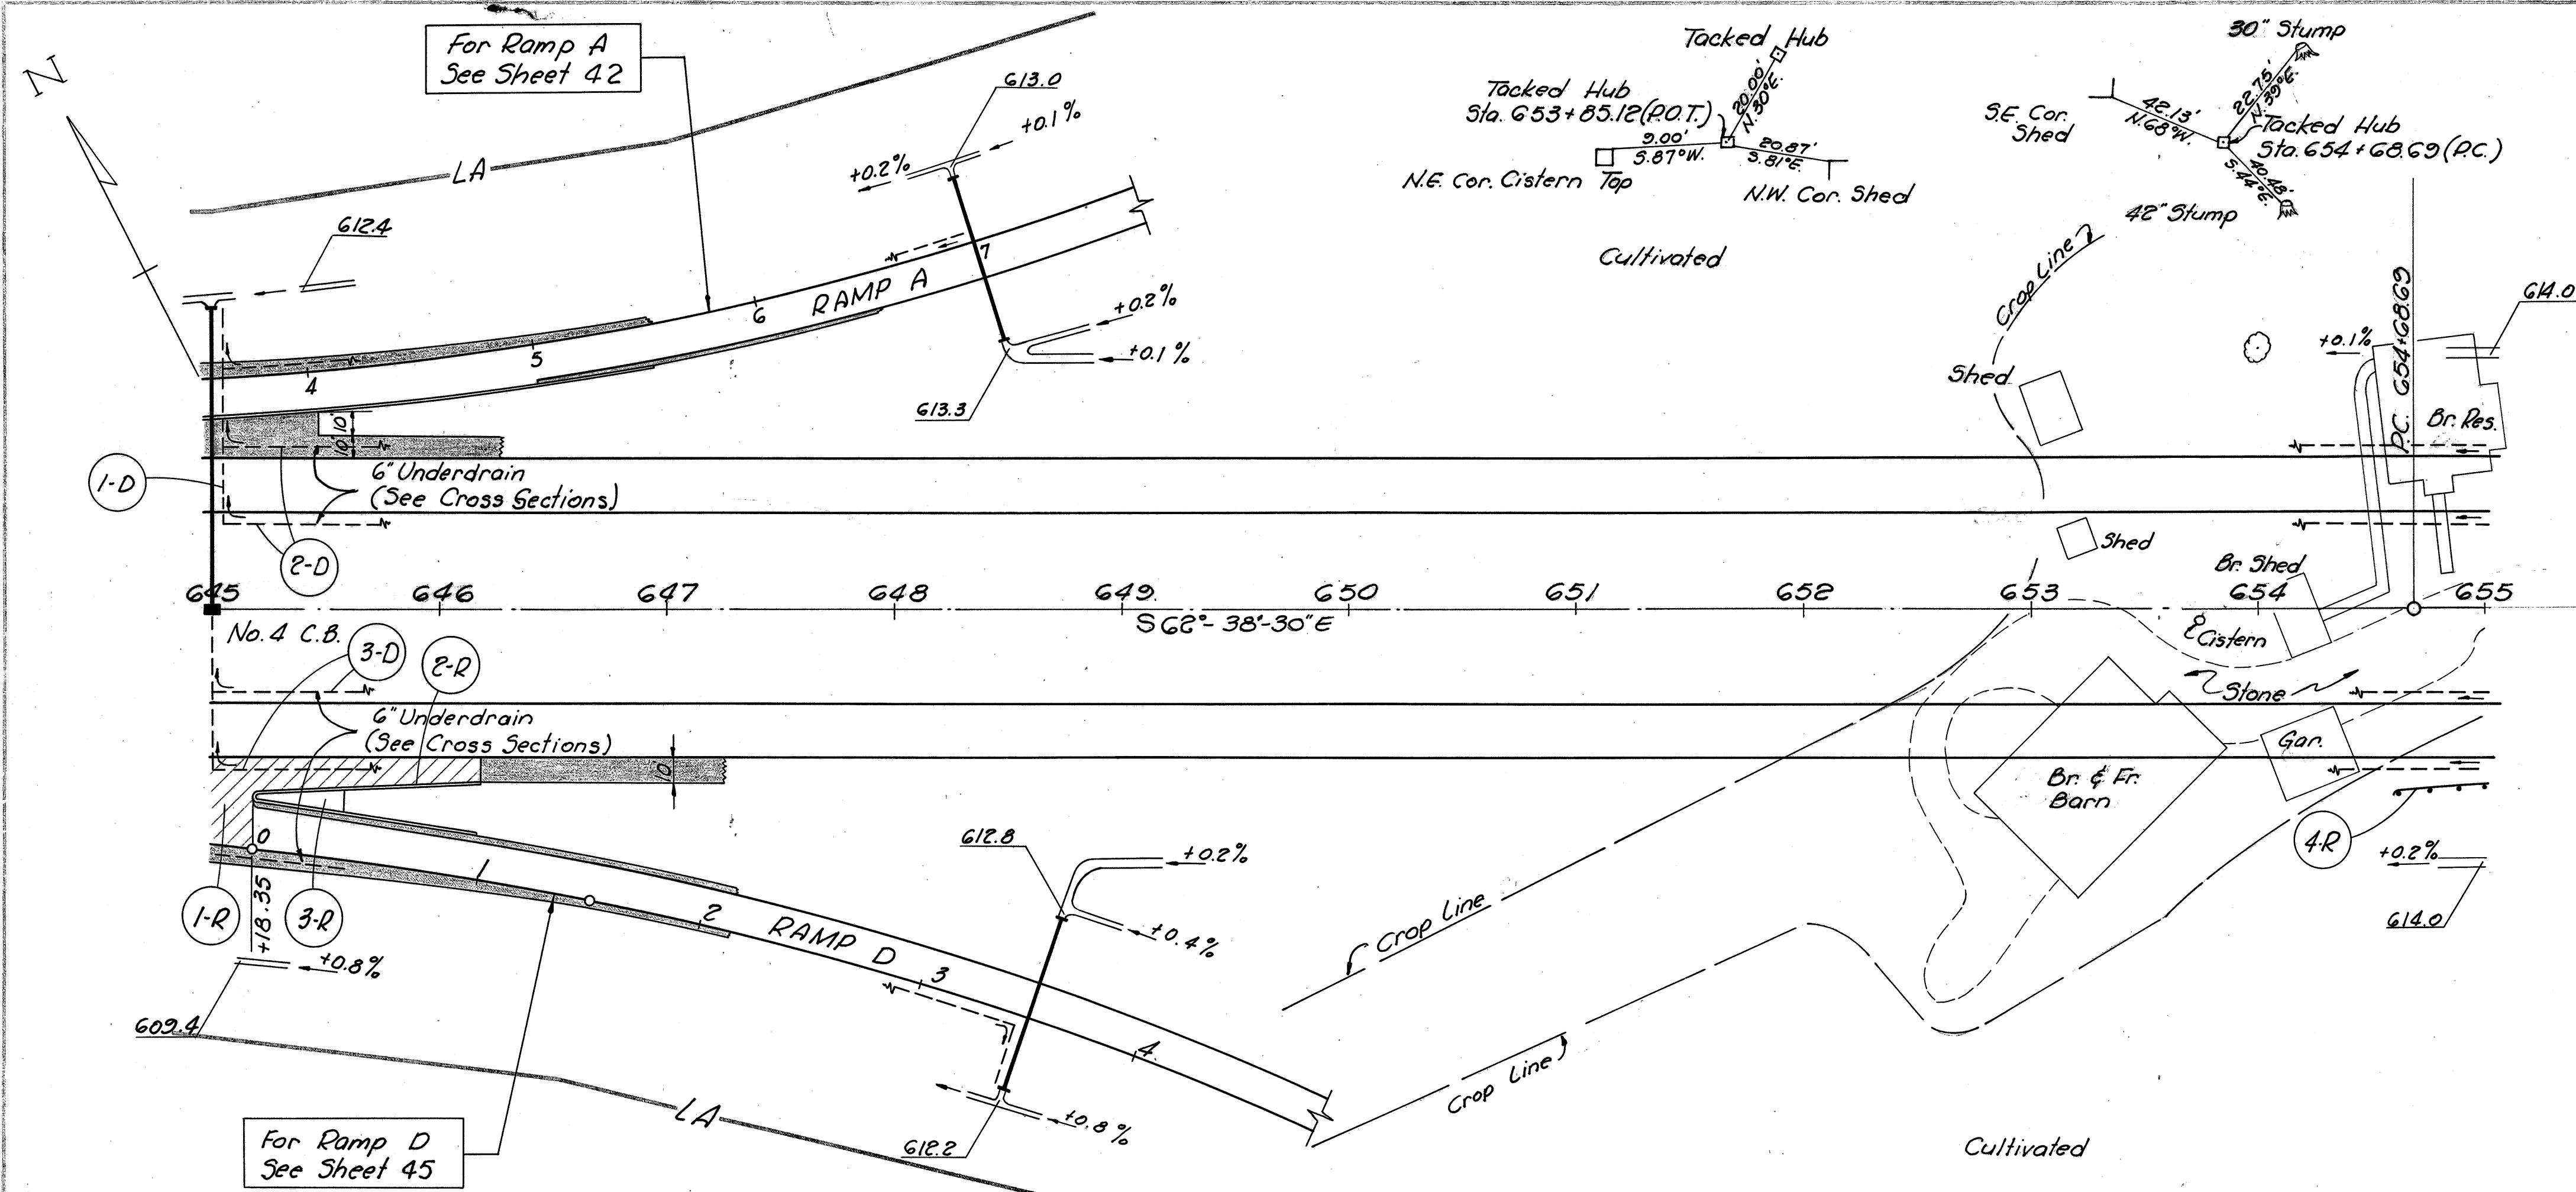 N
For Ramp A
See Sheet 42
LA
613.0
+0.1%
+0.2%
612.4
7
6
RAMP A
5
4
+0.2%
+0.1%
613.3
10'
10'
1-D
6" Underdrain
(See Cross Sections)
2-D
Tacked Hub
20.00'
N.30°E.
Tacked Hub
Sta. 653+85.12 (P.O.T.)
9.00'
S.87°W.
20.87'
S.81°E.
N.E. Cor. Cistern Top
N.W. Cor. Shed
30" Stump
22.75'
N.39°E.
S.E. Cor.
Shed
42.13'
N.68°W.
Tacked Hub
Sta. 654+68.69 (P.C.)
40.48'
S.44°E.
42" Stump
Cultivated
Crop Line
P.C. 654+68.69
614.0
+0.1%
Shed
Br. Res.
Shed
Br. Shed
645 646 647 648 649 650 651 652 653 654 655
S 62°-38'-30" E
No. 4 C.B.
3-D
2-R
Cistern
Stone
6" Underdrain
(See Cross Sections)
10'
Gar.
Br. & Fr.
Barn
4-R
+0.2%
614.0
0
1
2
3
4
RAMP D
1-R
+18.35
3-R
+0.8%
609.4
612.8
+0.2%
+0.4%
Crop Line
Crop Line
LA
+0.8%
612.2
For Ramp D
See Sheet 45
Cultivated